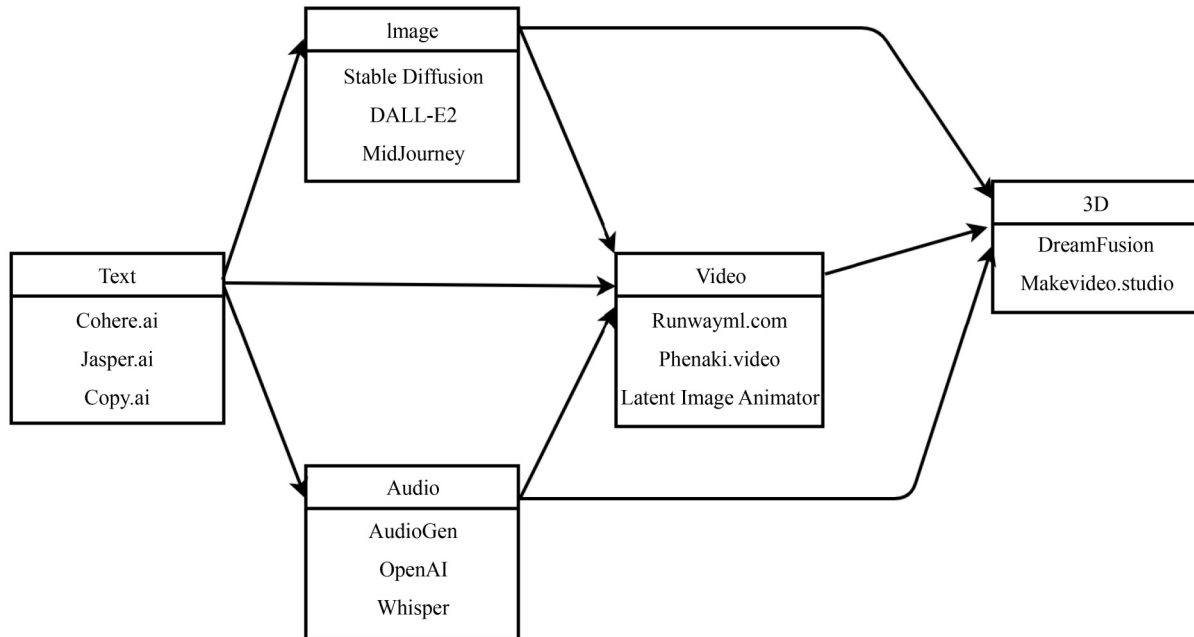 Image
Stable Diffusion
DALL-E2
MidJourney
Text
Cohere.ai
Jasper.ai
Copy.ai
Video
Runwayml.com
Phenaki.video
Latent Image Animator
3D
DreamFusion
Makevideo.studio
Audio
AudioGen
OpenAI
Whisper